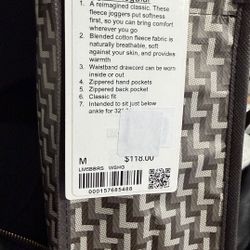 1. A reimagined classic. These
fleece joggers put softness
first, so you can bring comfort
wherever you go
2. Blended cotton fleece fabric is
naturally breathable, soft
against your skin, and provides
warmth
3. Waistband drawcord can be worn
inside or out
4. Zippered hand pockets
5. Zippered back pocket
6. Classic fit
7. Intended to sit just below
ankle for 32"
M
$118.00
LM5BBRS
WSHG
000157685488